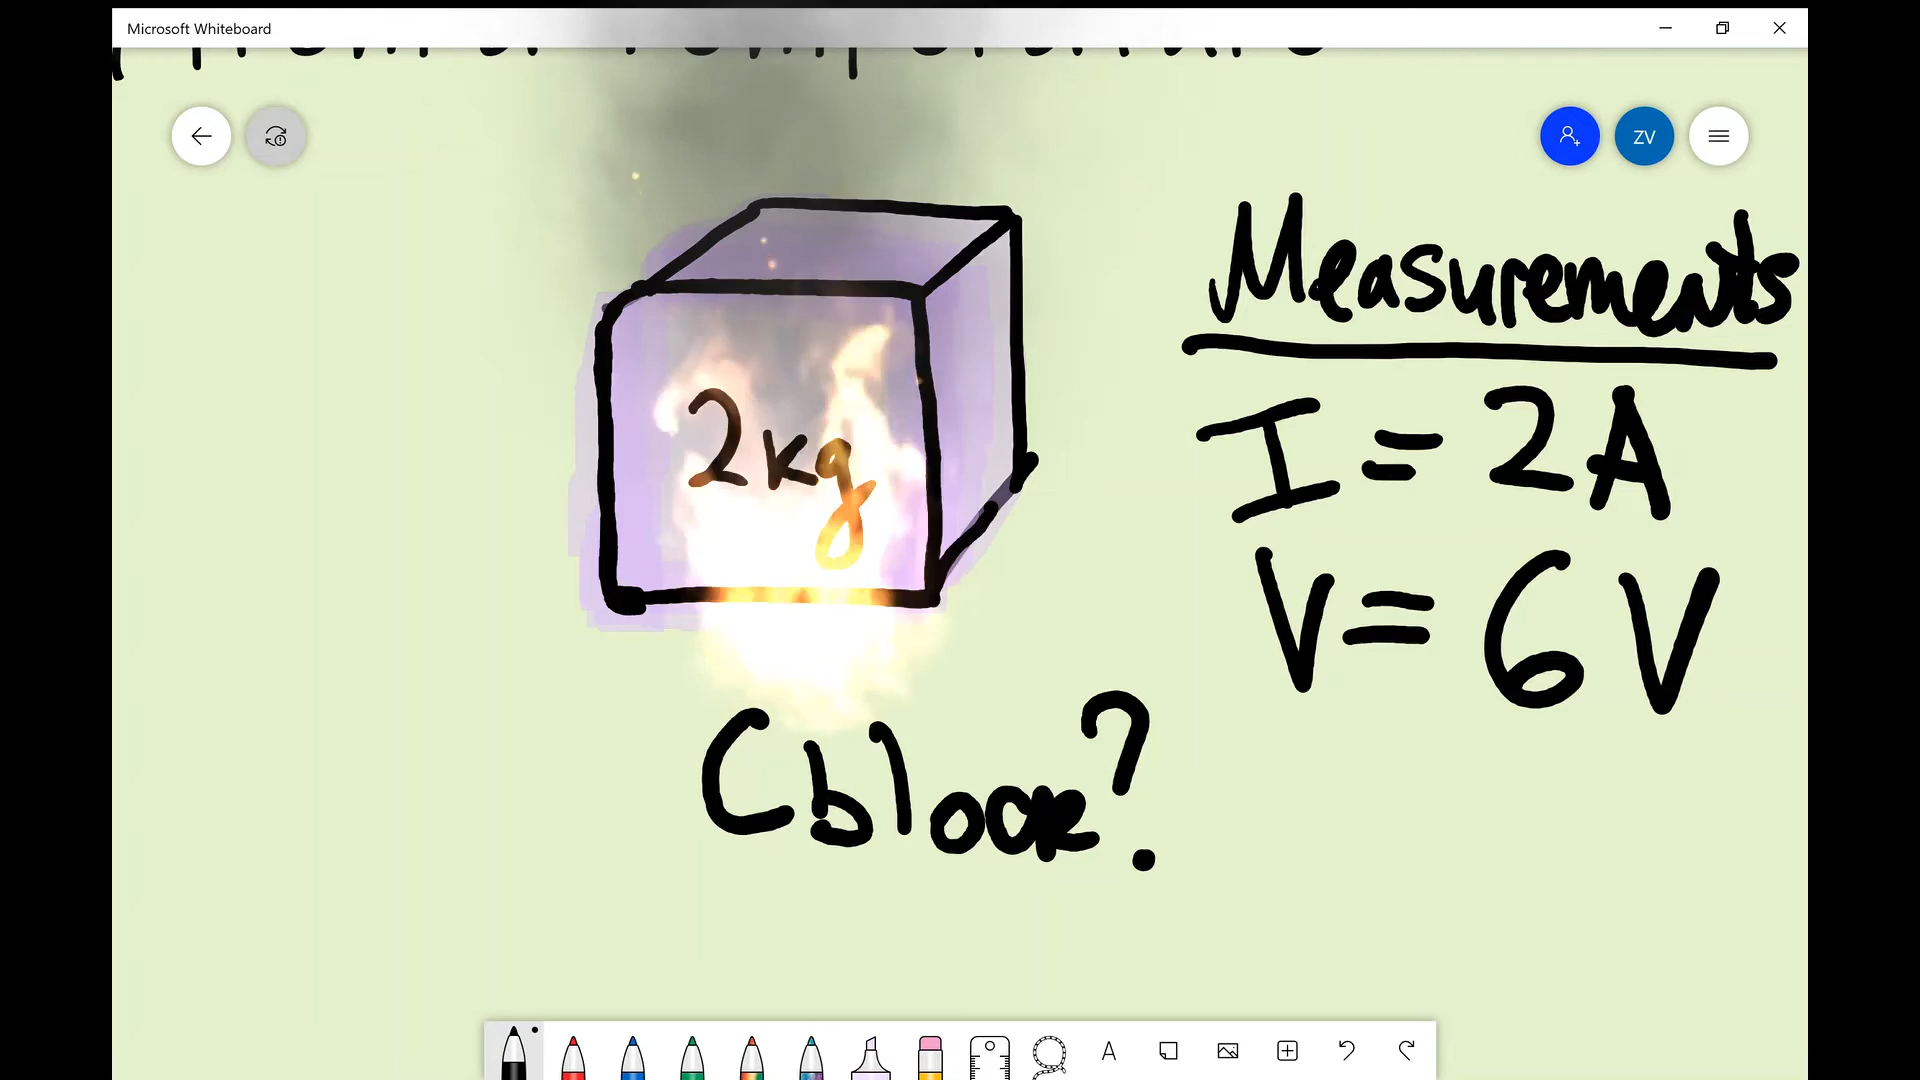 Microsoft Whiteboard
ZV
2kg
Measurements
I = 2A
V = 6V
Cblock?
A